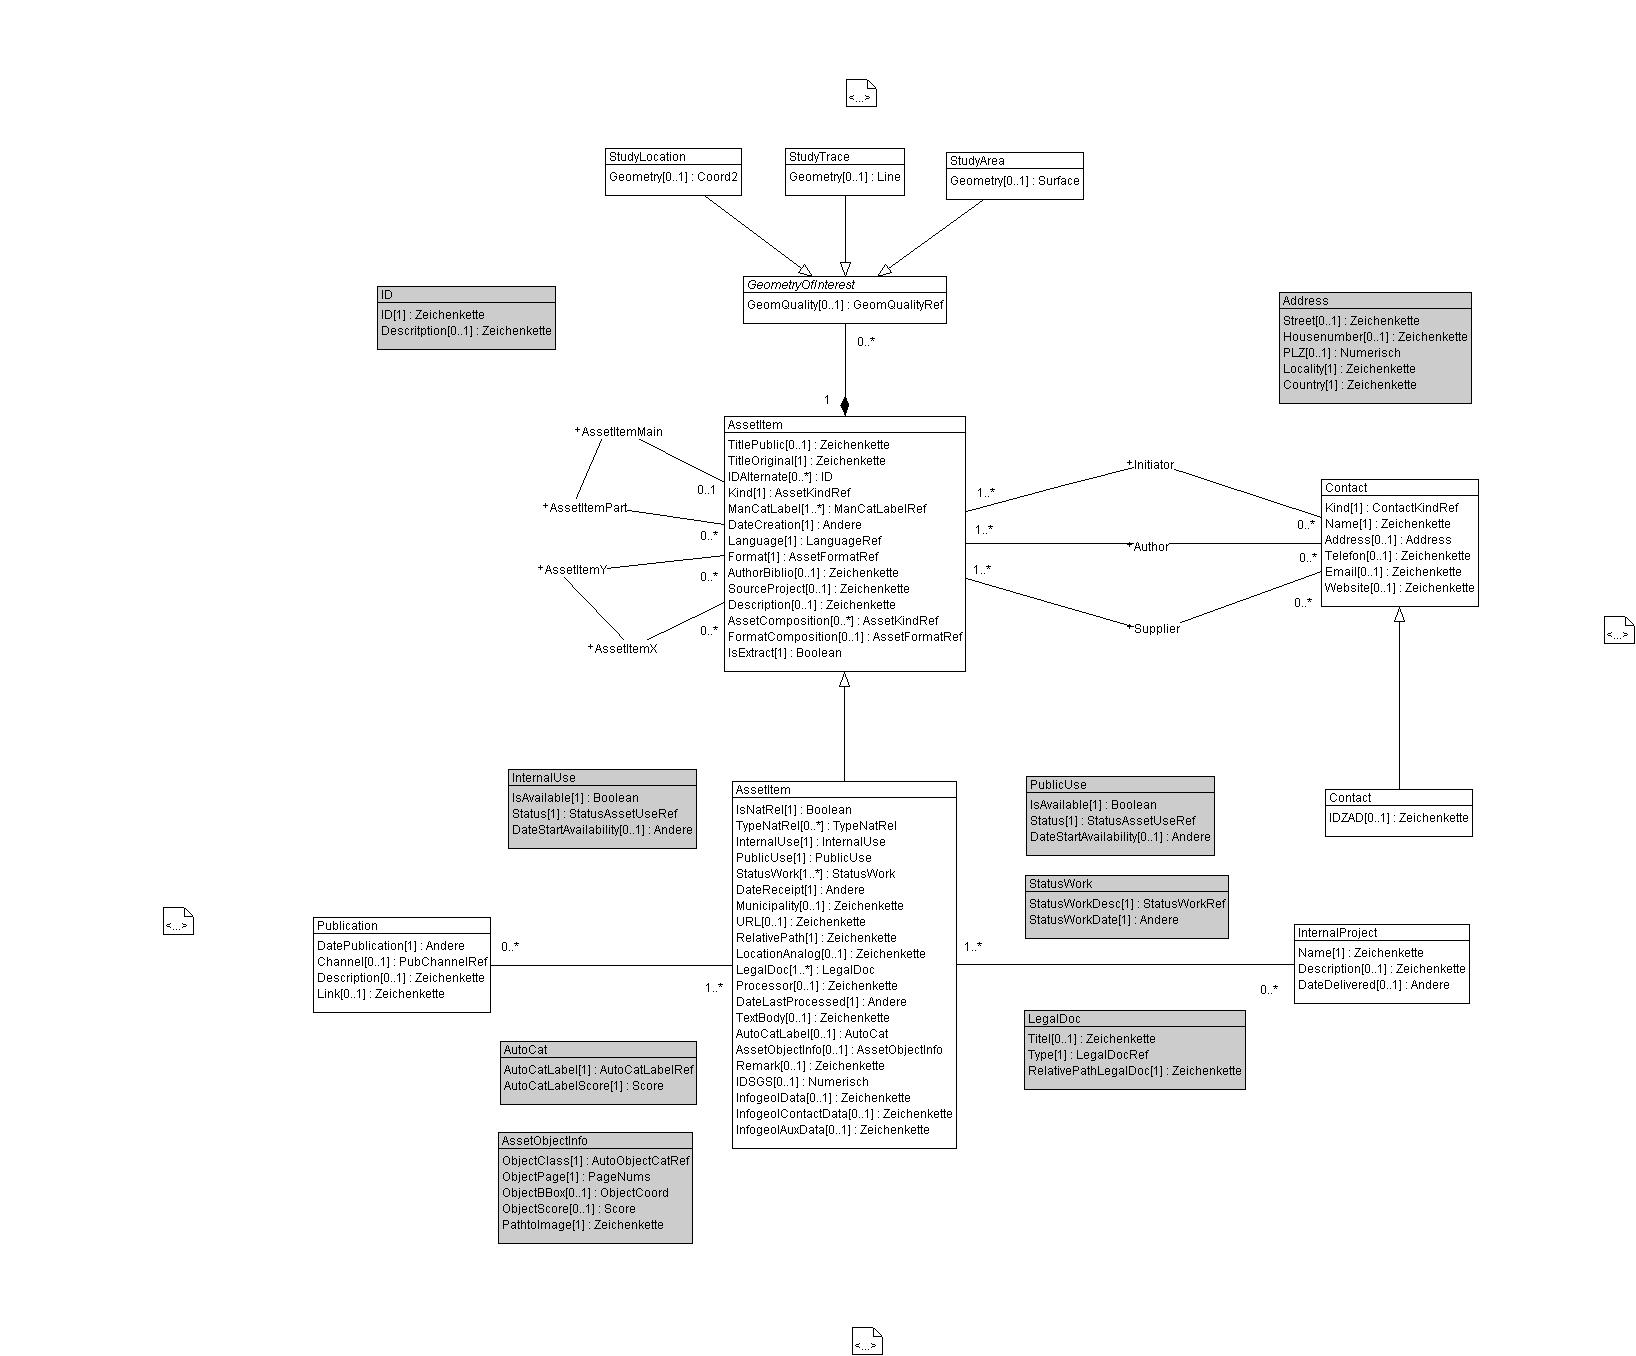 <...>
StudyLocation
Geometry[0..1] : Coord2
StudyTrace
Geometry[0..1] : Line
StudyArea
Geometry[0..1] : Surface
GeometryOfInterest
GeomQuality[0..1] : GeomQualityRef
ID
ID[1] : Zeichenkette
Descritption[0..1] : Zeichenkette
Address
Street[0..1] : Zeichenkette
Housenumber[0..1] : Zeichenkette
PLZ[0..1] : Numerisch
Locality[1] : Zeichenkette
Country[1] : Zeichenkette
0..*
1
AssetItem
TitlePublic[0..1] : Zeichenkette
TitleOriginal[1] : Zeichenkette
IDAlternate[0..*] : ID
Kind[1] : AssetKindRef
ManCatLabel[1..*] : ManCatLabelRef
DateCreation[1] : Andere
Language[1] : LanguageRef
Format[1] : AssetFormatRef
AuthorBiblio[0..1] : Zeichenkette
SourceProject[0..1] : Zeichenkette
Description[0..1] : Zeichenkette
AssetComposition[0..*] : AssetKindRef
FormatComposition[0..1] : AssetFormatRef
IsExtract[1] : Boolean
+AssetItemMain
0..1
+AssetItemPart
0..*
+AssetItemY
0..*
0..*
+AssetItemX
+Initiator
1..*
0..*
1..*
+Author
0..*
1..*
0..*
+Supplier
Contact
Kind[1] : ContactKindRef
Name[1] : Zeichenkette
Address[0..1] : Address
Telefon[0..1] : Zeichenkette
Email[0..1] : Zeichenkette
Website[0..1] : Zeichenkette
<...>
InternalUse
IsAvailable[1] : Boolean
Status[1] : StatusAssetUseRef
DateStartAvailability[0..1] : Andere
AssetItem
IsNatRel[1] : Boolean
TypeNatRel[0..*] : TypeNatRel
InternalUse[1] : InternalUse
PublicUse[1] : PublicUse
StatusWork[1..*] : StatusWork
DateReceipt[1] : Andere
Municipality[0..1] : Zeichenkette
URL[0..1] : Zeichenkette
RelativePath[1] : Zeichenkette
LocationAnalog[0..1] : Zeichenkette
LegalDoc[1..*] : LegalDoc
Processor[0..1] : Zeichenkette
DateLastProcessed[1] : Andere
TextBody[0..1] : Zeichenkette
AutoCatLabel[0..1] : AutoCat
AssetObjectInfo[0..1] : AssetObjectInfo
Remark[0..1] : Zeichenkette
IDSGS[0..1] : Numerisch
InfogeolData[0..1] : Zeichenkette
InfogeolContactData[0..1] : Zeichenkette
InfogeolAuxData[0..1] : Zeichenkette
PublicUse
IsAvailable[1] : Boolean
Status[1] : StatusAssetUseRef
DateStartAvailability[0..1] : Andere
Contact
IDZAD[0..1] : Zeichenkette
StatusWork
StatusWorkDesc[1] : StatusWorkRef
StatusWorkDate[1] : Andere
<...>
Publication
DatePublication[1] : Andere
Channel[0..1] : PubChannelRef
Description[0..1] : Zeichenkette
Link[0..1] : Zeichenkette
0..*
1..*
1..*
0..*
InternalProject
Name[1] : Zeichenkette
Description[0..1] : Zeichenkette
DateDelivered[0..1] : Andere
LegalDoc
Titel[0..1] : Zeichenkette
Type[1] : LegalDocRef
RelativePathLegalDoc[1] : Zeichenkette
AutoCat
AutoCatLabel[1] : AutoCatLabelRef
AutoCatLabelScore[1] : Score
AssetObjectInfo
ObjectClass[1] : AutoObjectCatRef
ObjectPage[1] : PageNums
ObjectBBox[0..1] : ObjectCoord
ObjectScore[0..1] : Score
PathtoImage[1] : Zeichenkette
<...>